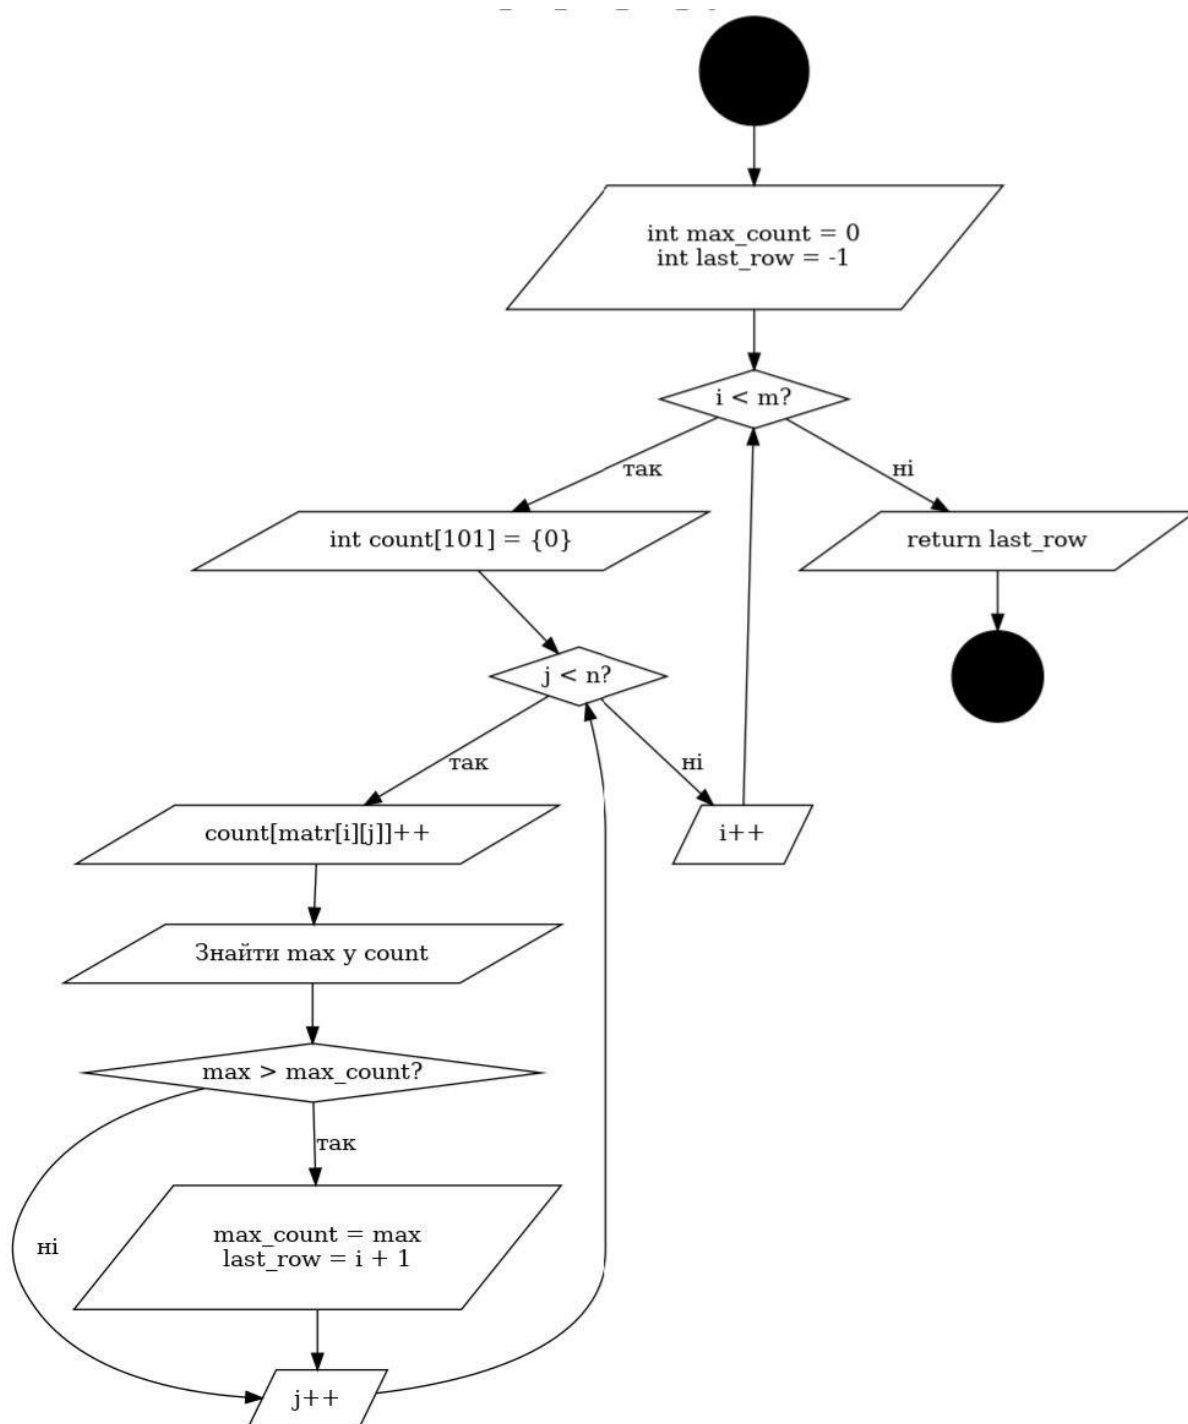 int max_count = 0
int last_row = -1
i < m?
так
ні
int count[101] = {0}
return last_row
j < n?
так
ні
count[matr[i][j]]++
i++
Знайти max у count
max > max_count?
так
ні
max_count = max
last_row = i + 1
j++